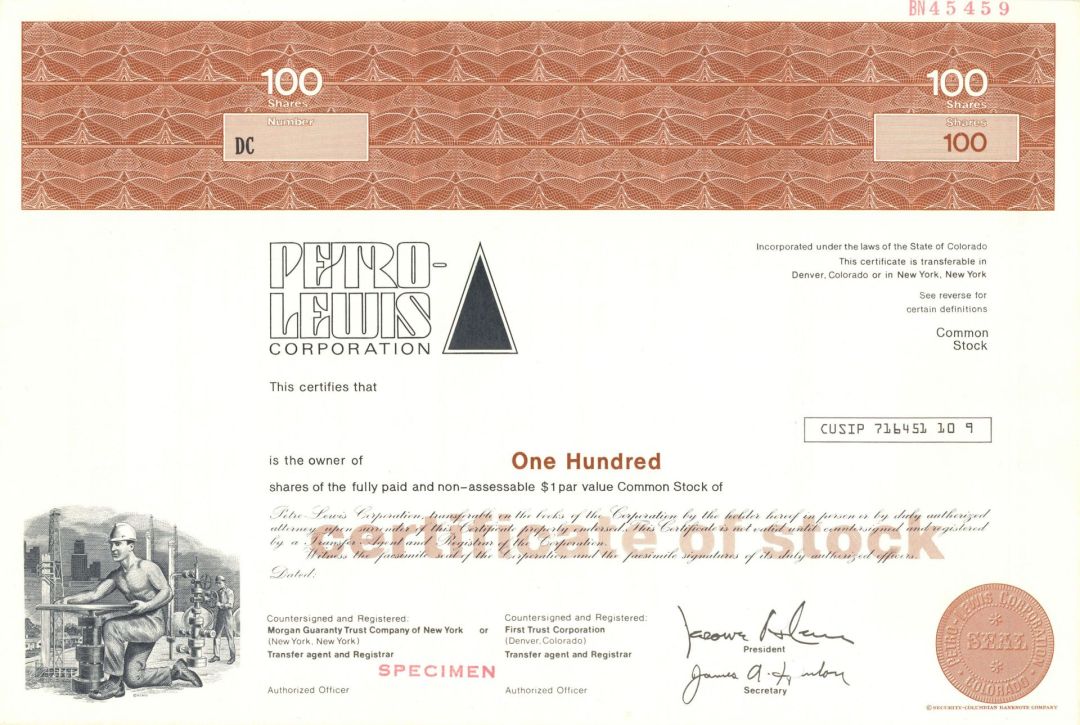 BN45459
100
Shares
Number
DC
100
Shares
Shares
100
PETRO-
LEWIS
CORPORATION
Incorporated under the laws of the State of Colorado
This certificate is transferable in
Denver, Colorado or in New York, New York
See reverse for
certain definitions
Common
Stock
This certifies that
CUSIP 716451 10 9
is the owner of
One Hundred
shares of the fully paid and non-assessable $1 par value Common Stock of
certificate of stock
Petro-Lewis Corporation, transferable on the books of the Corporation by the holder hereof in person or by duly authorized
attorney upon surrender of this Certificate properly endorsed. This Certificate is not valid until countersigned and registered
by a Transfer Agent and Registrar of the Corporation.
Witness the facsimile seal of the Corporation and the facsimile signatures of its duly authorized officers.
Dated:
Countersigned and Registered:
Morgan Guaranty Trust Company of New York or
(New York, New York)
Transfer agent and Registrar
SPECIMEN
Authorized Officer
Countersigned and Registered:
First Trust Corporation
(Denver, Colorado)
Transfer agent and Registrar
Authorized Officer
President
James A.
Secretary
PETRO-LEWIS CORPORATION
SEAL
COLORADO
© SECURITY-COLUMBIAN BANKNOTE COMPANY